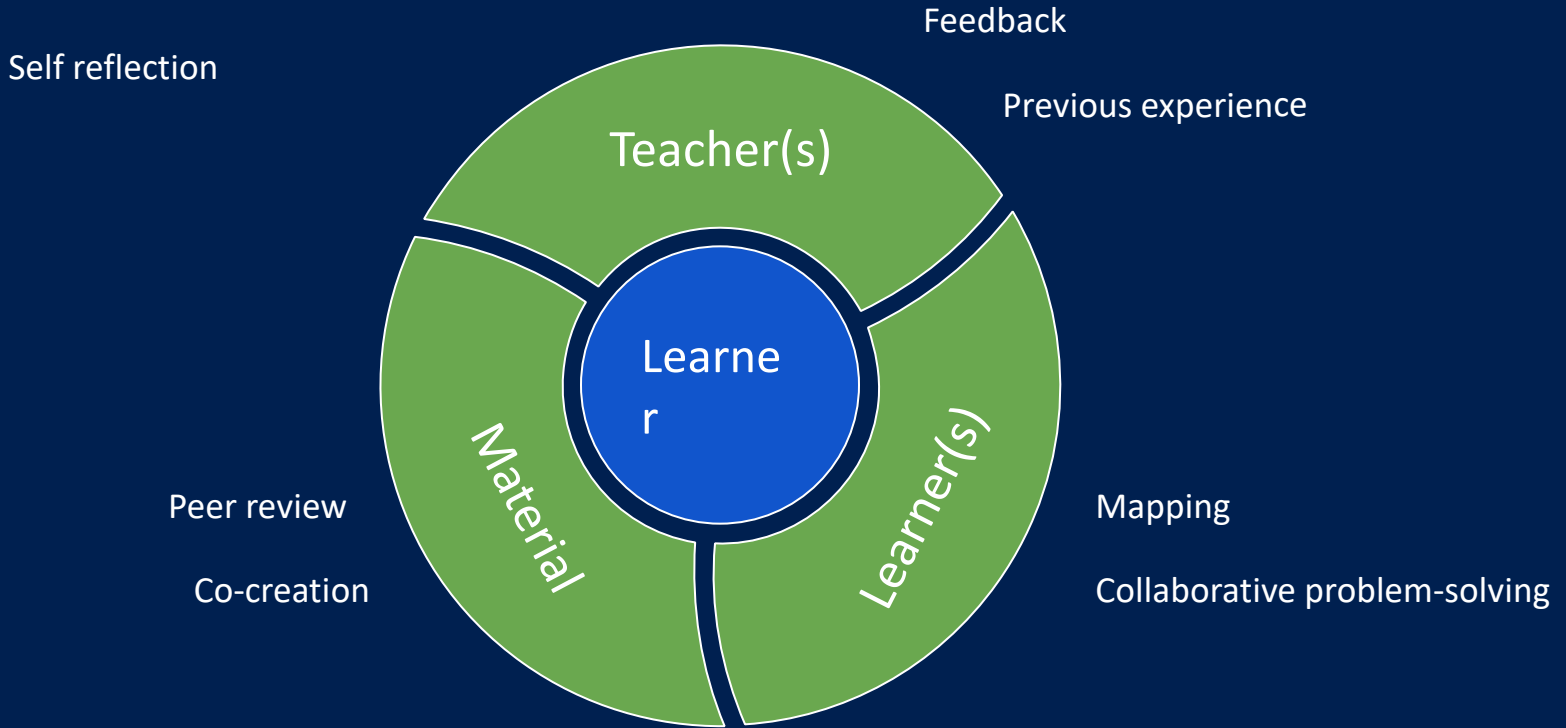 Feedback
Self reflection
Previous experience
Teacher(s)
Learne
r
Material
Learner(s)
Peer review
Mapping
Co-creation
Collaborative problem-solving